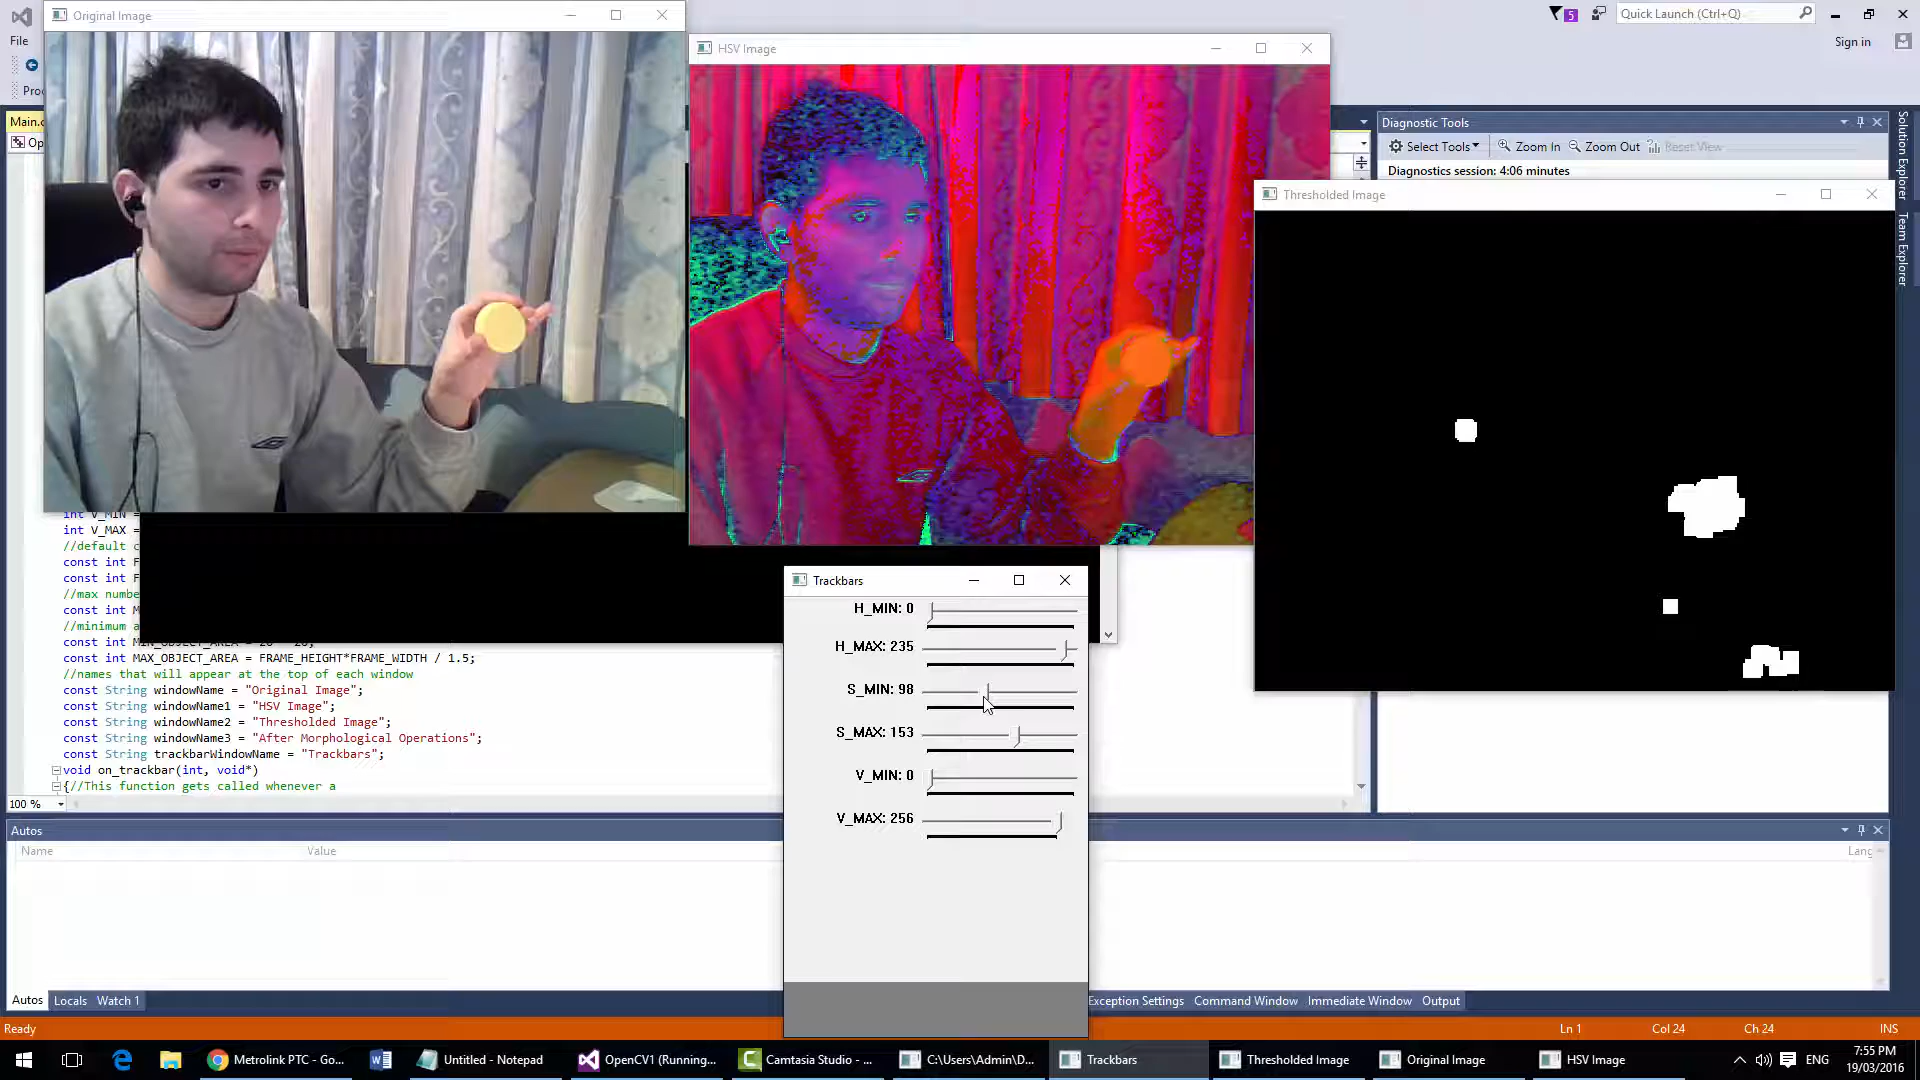 Original Image
Quick Launch (Ctrl+Q)
5
File
Sign in
HSV Image
Main.c
Diagnostic Tools
Select Tools
Zoom In
Zoom Out
Reset View
Diagnostics session: 4:06 minutes
Solution Explorer
Team Explorer
Thresholded Image
int V_MIN =
int V_MAX =
//default c
const int F
const int F
//max numbe
const int M
//minimum a
const int MAX_OBJECT_AREA = FRAME_HEIGHT*FRAME_WIDTH / 1.5;
//names that will appear at the top of each window
const String windowName = "Original Image";
const String windowName1 = "HSV Image";
const String windowName2 = "Thresholded Image";
const String windowName3 = "After Morphological Operations";
const String trackbarWindowName = "Trackbars";
void on_trackbar(int, void*)
{//This function gets called whenever a
100 %
Trackbars
H_MIN: 0
H_MAX: 235
S_MIN: 98
S_MAX: 153
V_MIN: 0
V_MAX: 256
Autos
Name
Value
Lang
Autos
Locals
Watch 1
Exception Settings
Command Window
Immediate Window
Output
Ready
Ln 1
Col 24
Ch 24
INS
Metrolink PTC - Go...
Untitled - Notepad
OpenCV1 (Running...
Camtasia Studio - ...
C:\Users\Admin\D...
Trackbars
Thresholded Image
Original Image
HSV Image
ENG
7:55 PM
19/03/2016